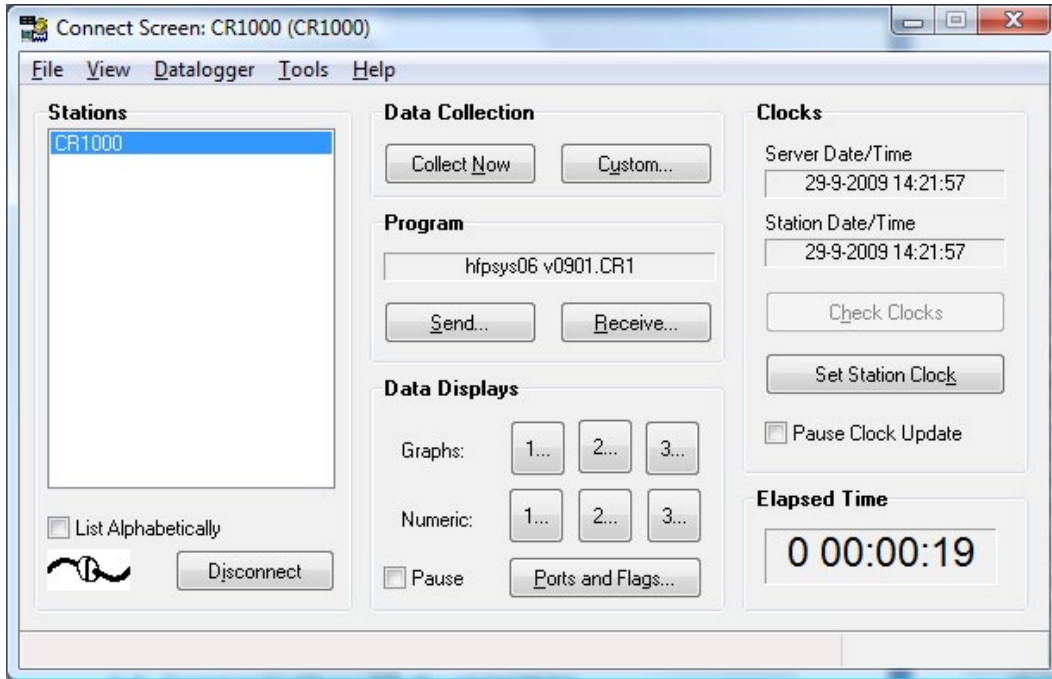 Connect Screen: CR1000 (CR1000)
File View Datalogger Tools Help
Stations
CR1000
List Alphabetically
Disconnect
Data Collection
Collect Now Custom...
Program
hfpsys06 v0901.CR1
Send... Receive...
Data Displays
Graphs: 1... 2... 3...
Numeric: 1... 2... 3...
Pause Ports and Flags...
Clocks
Server Date/Time
29-9-2009 14:21:57
Station Date/Time
29-9-2009 14:21:57
Check Clocks
Set Station Clock
Pause Clock Update
Elapsed Time
0 00:00:19